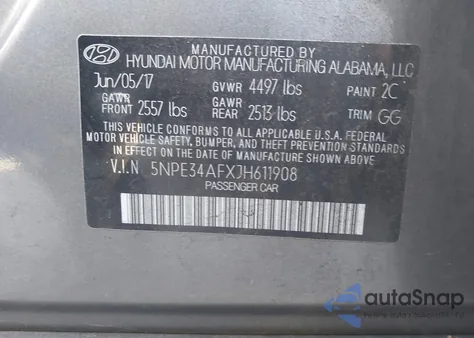 MANUFACTURED BY
HYUNDAI MOTOR MANUFACTURING ALABAMA, LLC
Jun/05/17 GVWR 4497 lbs PAINT 2C
GAWR FRONT 2557 lbs GAWR REAR 2513 lbs TRIM GG
THIS VEHICLE CONFORMS TO ALL APPLICABLE U.S.A. FEDERAL
MOTOR VEHICLE SAFETY, BUMPER, AND THEFT PREVENTION STANDARDS
IN EFFECT ON THE DATE OF MANUFACTURE SHOWN ABOVE.
V.I.N 5NPE34AFXJH611908
PASSENGER CAR
autaSnap